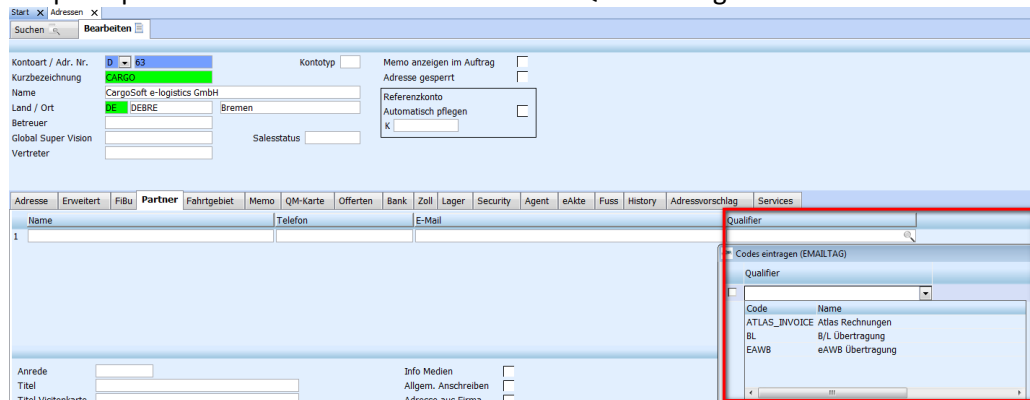 Start X Adressen X
Suchen Bearbeiten
Kontoart / Adr. Nr. D 63 Kontotyp Memo anzeigen im Auftrag
Kurzbezeichnung CARGO Adresse gesperrt
Name CargoSoft e-logistics GmbH Referenzkonto
Land / Ort DE DEBRE Bremen Automatisch pflegen
Betreuer K
Global Super Vision Salesstatus
Vertreter
Adresse Erweitert FiBu Partner Fahrtgebiet Memo QM-Karte Offerten Bank Zoll Lager Security Agent eAkte Fuss History Adressvorschlag Services
Name Telefon E-Mail Qualifier
1
Codes eintragen (EMAILTAG)
Qualifier
Code Name
ATLAS_INVOICE Atlas Rechnungen
BL B/L Übertragung
EAWB eAWB Übertragung
Anrede Info Medien
Titel Allgem. Anschreiben
Titel Visitenkarte Adresse aus Firma